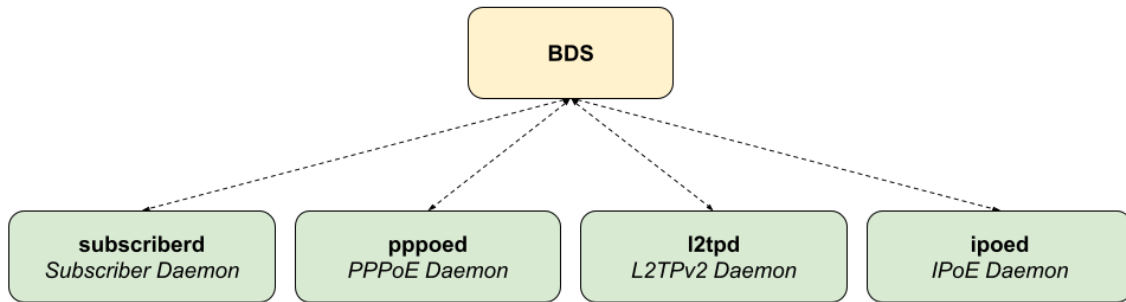 BDS
subscriberd
Subscriber Daemon
pppoed
PPPoE Daemon
l2tpd
L2TPv2 Daemon
ipoed
IPoE Daemon